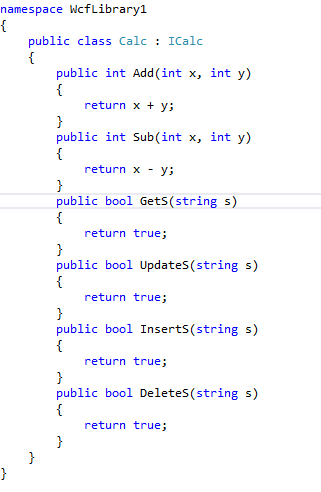 namespace WcfLibrary1
{
    public class Calc : ICalc
    {
        public int Add(int x, int y)
        {
            return x + y;
        }
        public int Sub(int x, int y)
        {
            return x - y;
        }
        public bool GetS(string s)
        {
            return true;
        }
        public bool UpdateS(string s)
        {
            return true;
        }
        public bool InsertS(string s)
        {
            return true;
        }
        public bool DeleteS(string s)
        {
            return true;
        }
    }
}